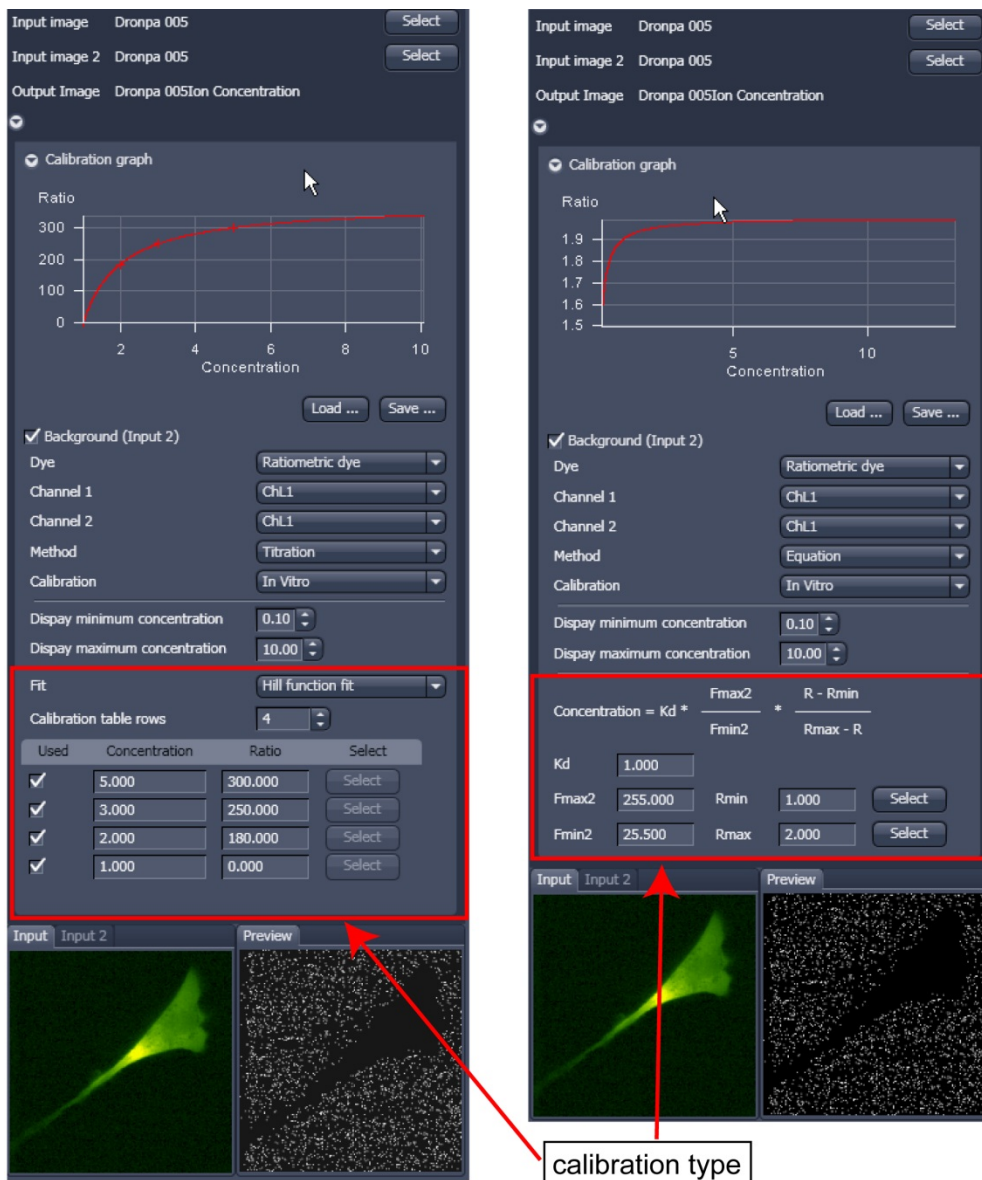 Input image Dronpa 005 Select
Input image 2 Dronpa 005 Select
Output Image Dronpa 005Ion Concentration
Calibration graph
Ratio
300
200
100
0
2 4 6 8 10
Concentration
Load ... Save ...
Background (Input 2)
Dye Ratiometric dye
Channel 1 ChL1
Channel 2 ChL1
Method Titration
Calibration In Vitro
Dispay minimum concentration 0.10
Dispay maximum concentration 10.00
Fit Hill function fit
Calibration table rows 4
Used Concentration Ratio Select
5.000 300.000 Select
3.000 250.000 Select
2.000 180.000 Select
1.000 0.000 Select
Input Input 2 Preview
Input image Dronpa 005 Select
Input image 2 Dronpa 005 Select
Output Image Dronpa 005Ion Concentration
Calibration graph
Ratio
1.9
1.8
1.7
1.6
1.5
5 10
Concentration
Load ... Save ...
Background (Input 2)
Dye Ratiometric dye
Channel 1 ChL1
Channel 2 ChL1
Method Equation
Calibration In Vitro
Dispay minimum concentration 0.10
Dispay maximum concentration 10.00
Fmax2 R - Rmin
Concentration = Kd * *
Fmin2 Rmax - R
Kd 1.000
Fmax2 255.000 Rmin 1.000 Select
Fmin2 25.500 Rmax 2.000 Select
Input Input 2 Preview
calibration type